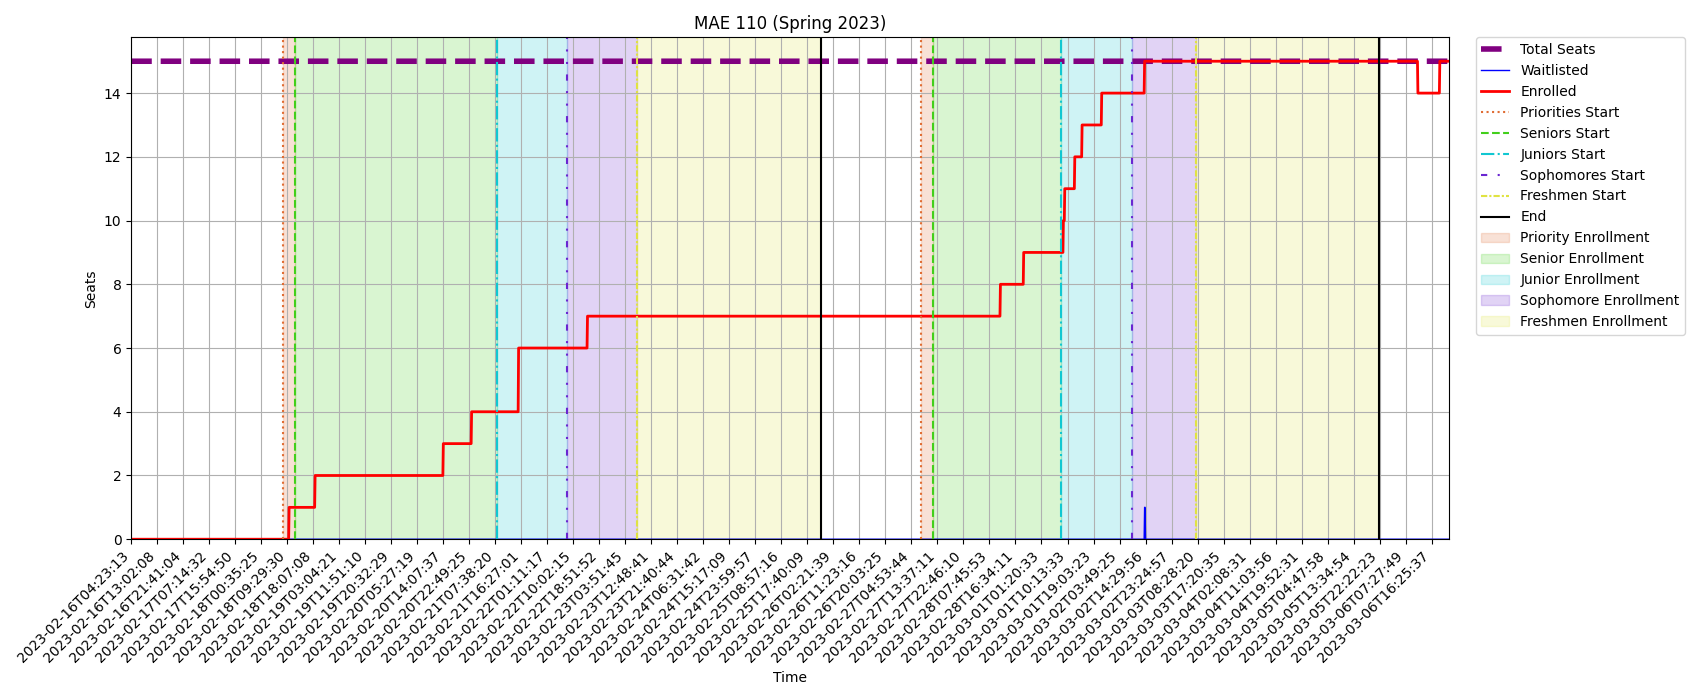 MAE 110 (Spring 2023)
Seats
14
12
10
8
6
4
2
0
2023-02-16T04:23:13
2023-02-16T13:02:08
2023-02-16T21:41:04
2023-02-17T07:14:32
2023-02-17T15:54:50
2023-02-18T00:35:25
2023-02-18T09:29:30
2023-02-18T18:07:08
2023-02-19T03:04:21
2023-02-19T11:51:10
2023-02-19T20:32:29
2023-02-20T05:27:19
2023-02-20T14:07:37
2023-02-20T22:49:25
2023-02-21T07:38:20
2023-02-21T16:27:01
2023-02-22T01:11:17
2023-02-22T10:02:15
2023-02-22T18:51:52
2023-02-23T03:51:45
2023-02-23T12:48:41
2023-02-23T21:40:44
2023-02-24T06:31:42
2023-02-24T15:17:09
2023-02-24T23:59:57
2023-02-25T08:57:16
2023-02-25T17:40:09
2023-02-26T02:21:39
2023-02-26T11:23:16
2023-02-26T20:03:25
2023-02-27T04:53:44
2023-02-27T13:37:11
2023-02-27T22:46:10
2023-02-28T07:45:53
2023-02-28T16:34:11
2023-03-01T01:20:33
2023-03-01T10:13:33
2023-03-01T19:03:23
2023-03-02T03:49:25
2023-03-02T14:29:56
2023-03-02T23:24:57
2023-03-03T08:28:20
2023-03-03T17:20:35
2023-03-04T02:08:31
2023-03-04T11:03:56
2023-03-04T19:52:31
2023-03-05T04:47:58
2023-03-05T13:34:54
2023-03-05T22:22:23
2023-03-06T07:27:49
2023-03-06T16:25:37
Time
Total Seats
Waitlisted
Enrolled
Priorities Start
Seniors Start
Juniors Start
Sophomores Start
Freshmen Start
End
Priority Enrollment
Senior Enrollment
Junior Enrollment
Sophomore Enrollment
Freshmen Enrollment